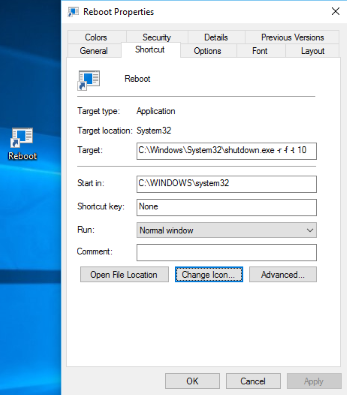 Reboot Properties
Colors
Security
Details
Previous Versions
General
Shortcut
Options
Font
Layout
Reboot
Target type:
Application
Target location:
System32
Target:
C:\Windows\System32\shutdown.exe
10
Start in:
C:\WINDOWS\system32
Shortcut key:
None
Run:
Normal window
Comment:
Open File Location
Change Icon...
Advanced...
OK
Cancel
Apply
Reboot